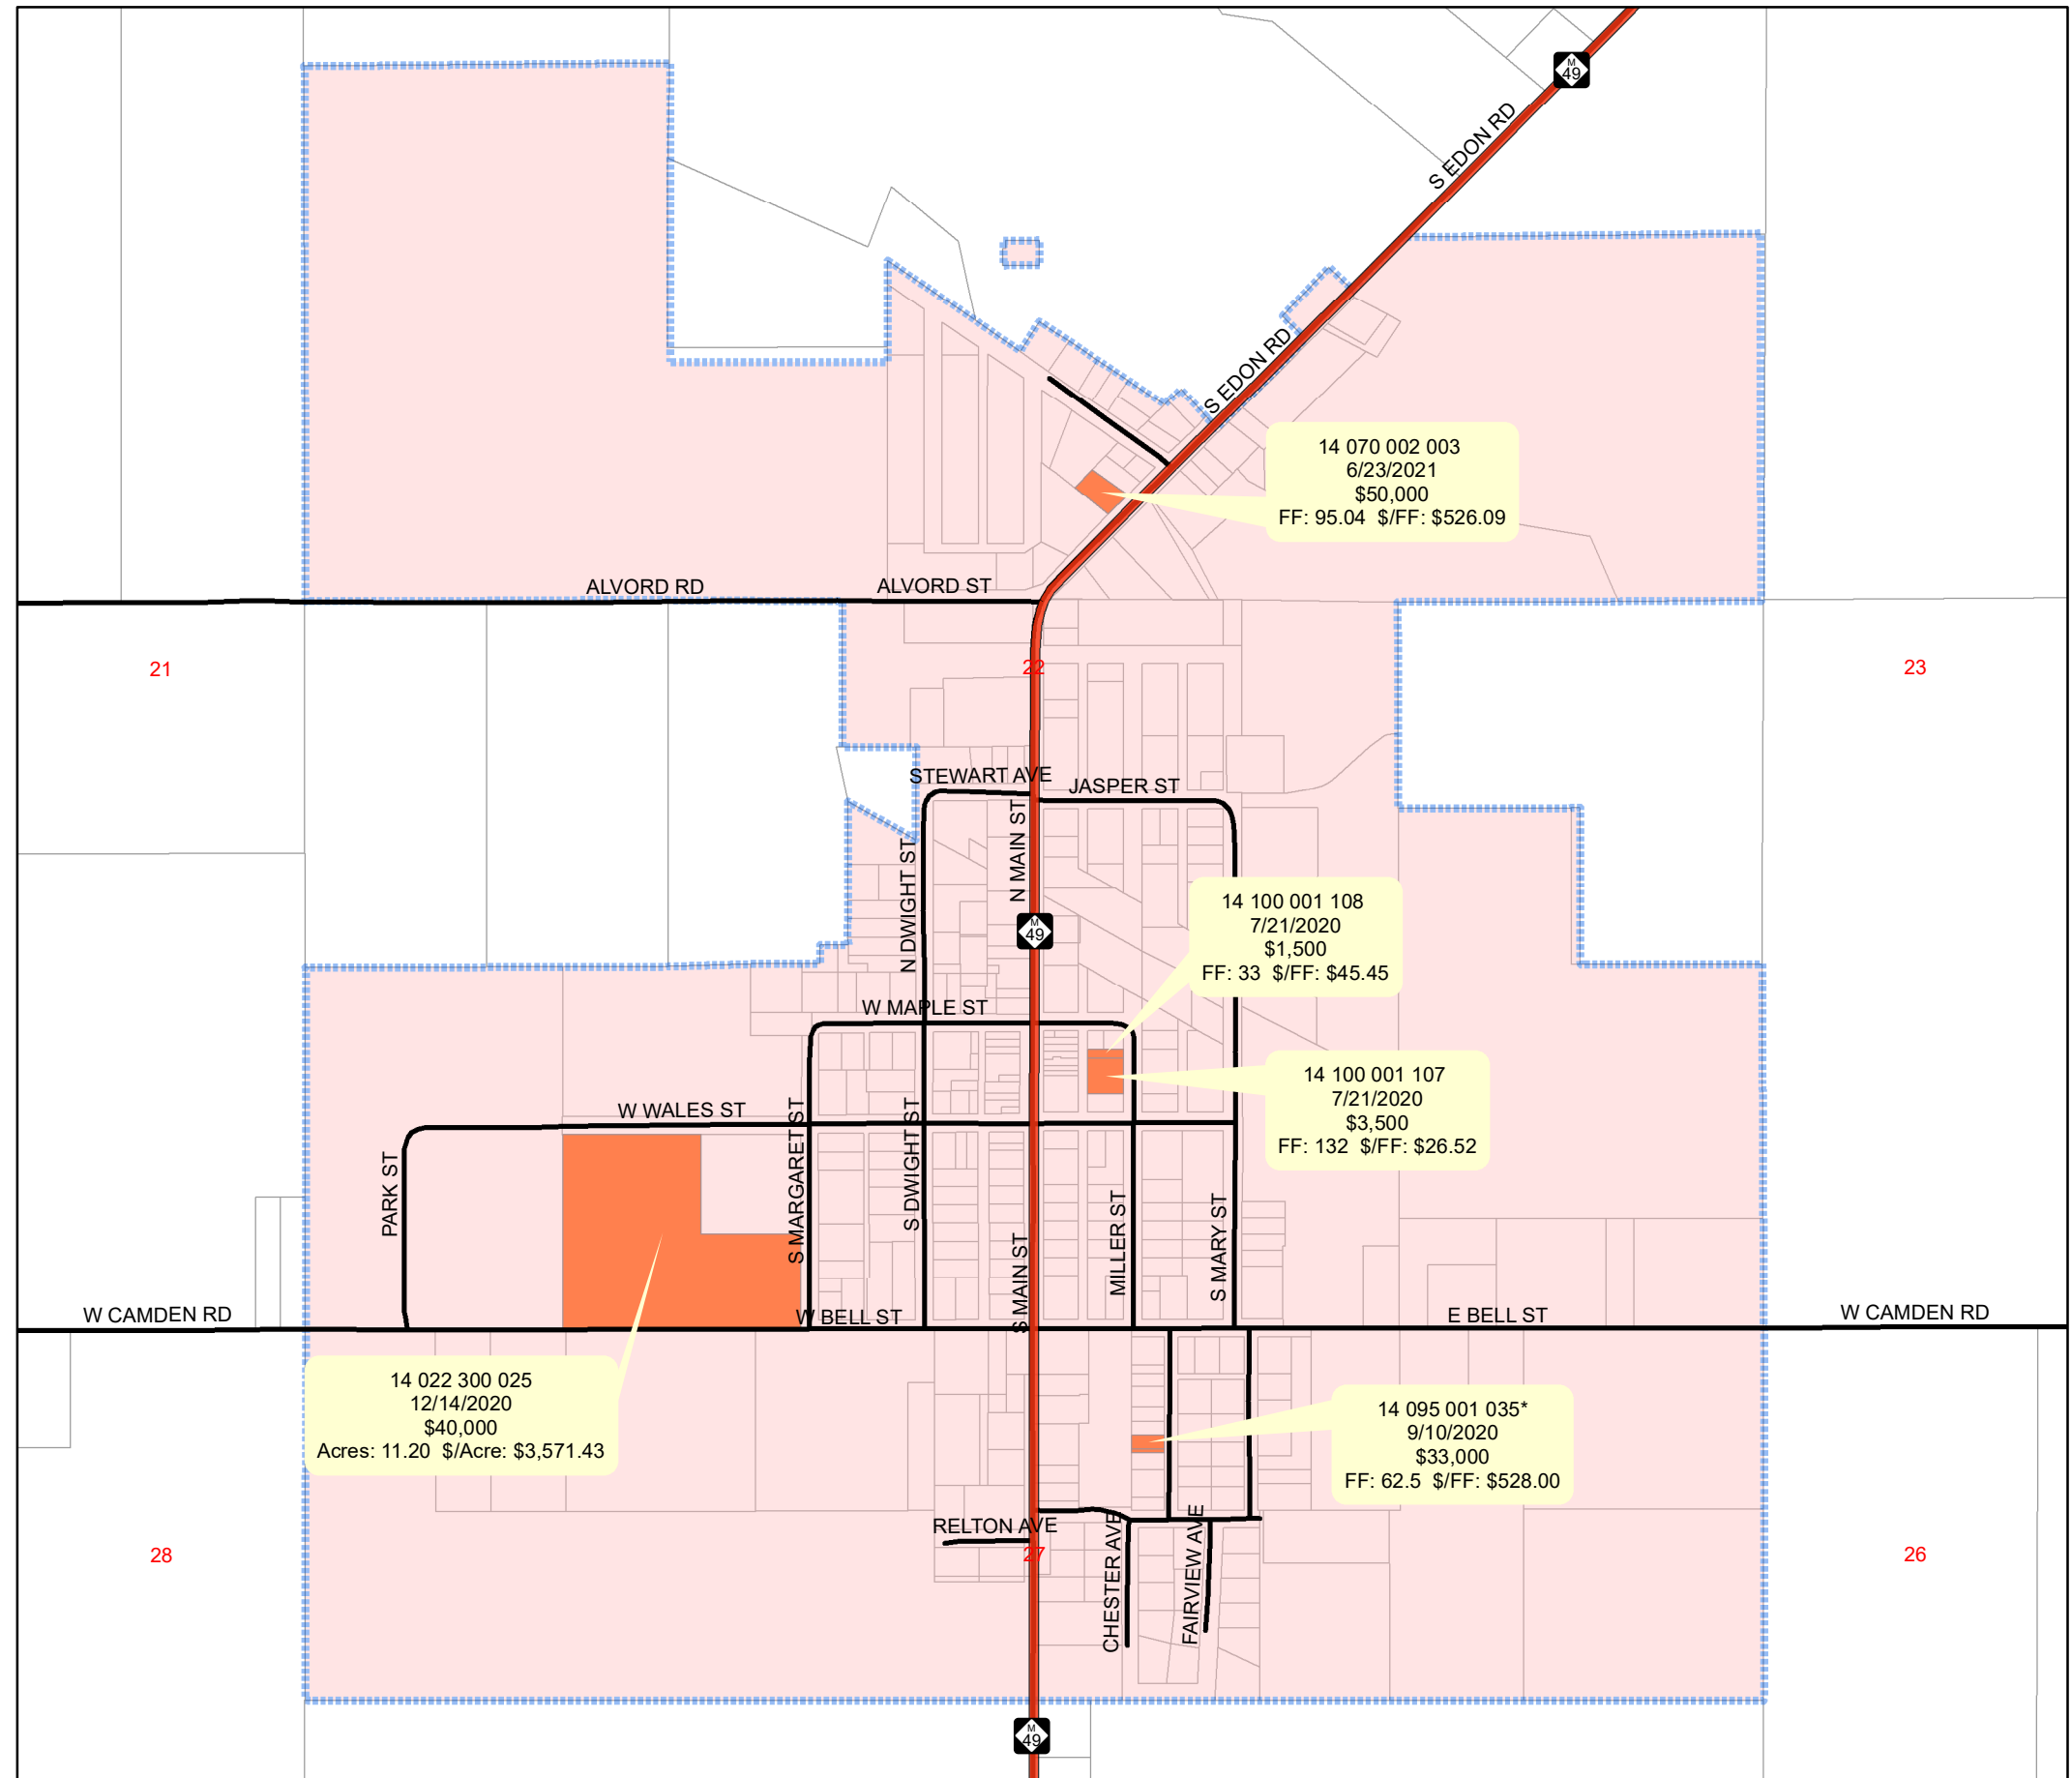 M
49
S EDON RD
S EDON RD
14 070 002 003
6/23/2021
$50,000
FF: 95.04 $/FF: $526.09
ALVORD RD
ALVORD ST
21
22
23
STEWART AVE
JASPER ST
N MAIN ST
N DWIGHT ST
M
49
14 100 001 108
7/21/2020
$1,500
FF: 33 $/FF: $45.45
W MAPLE ST
14 100 001 107
7/21/2020
$3,500
FF: 132 $/FF: $26.52
W WALES ST
PARK ST
S MARGARET ST
S DWIGHT ST
S MAIN ST
MILLER ST
S MARY ST
W CAMDEN RD
W BELL ST
E BELL ST
W CAMDEN RD
14 022 300 025
12/14/2020
$40,000
Acres: 11.20 $/Acre: $3,571.43
14 095 001 035*
9/10/2020
$33,000
FF: 62.5 $/FF: $528.00
RELTON AVE
CHESTER AVE
FAIRVIEW AVE
28
27
26
M
49